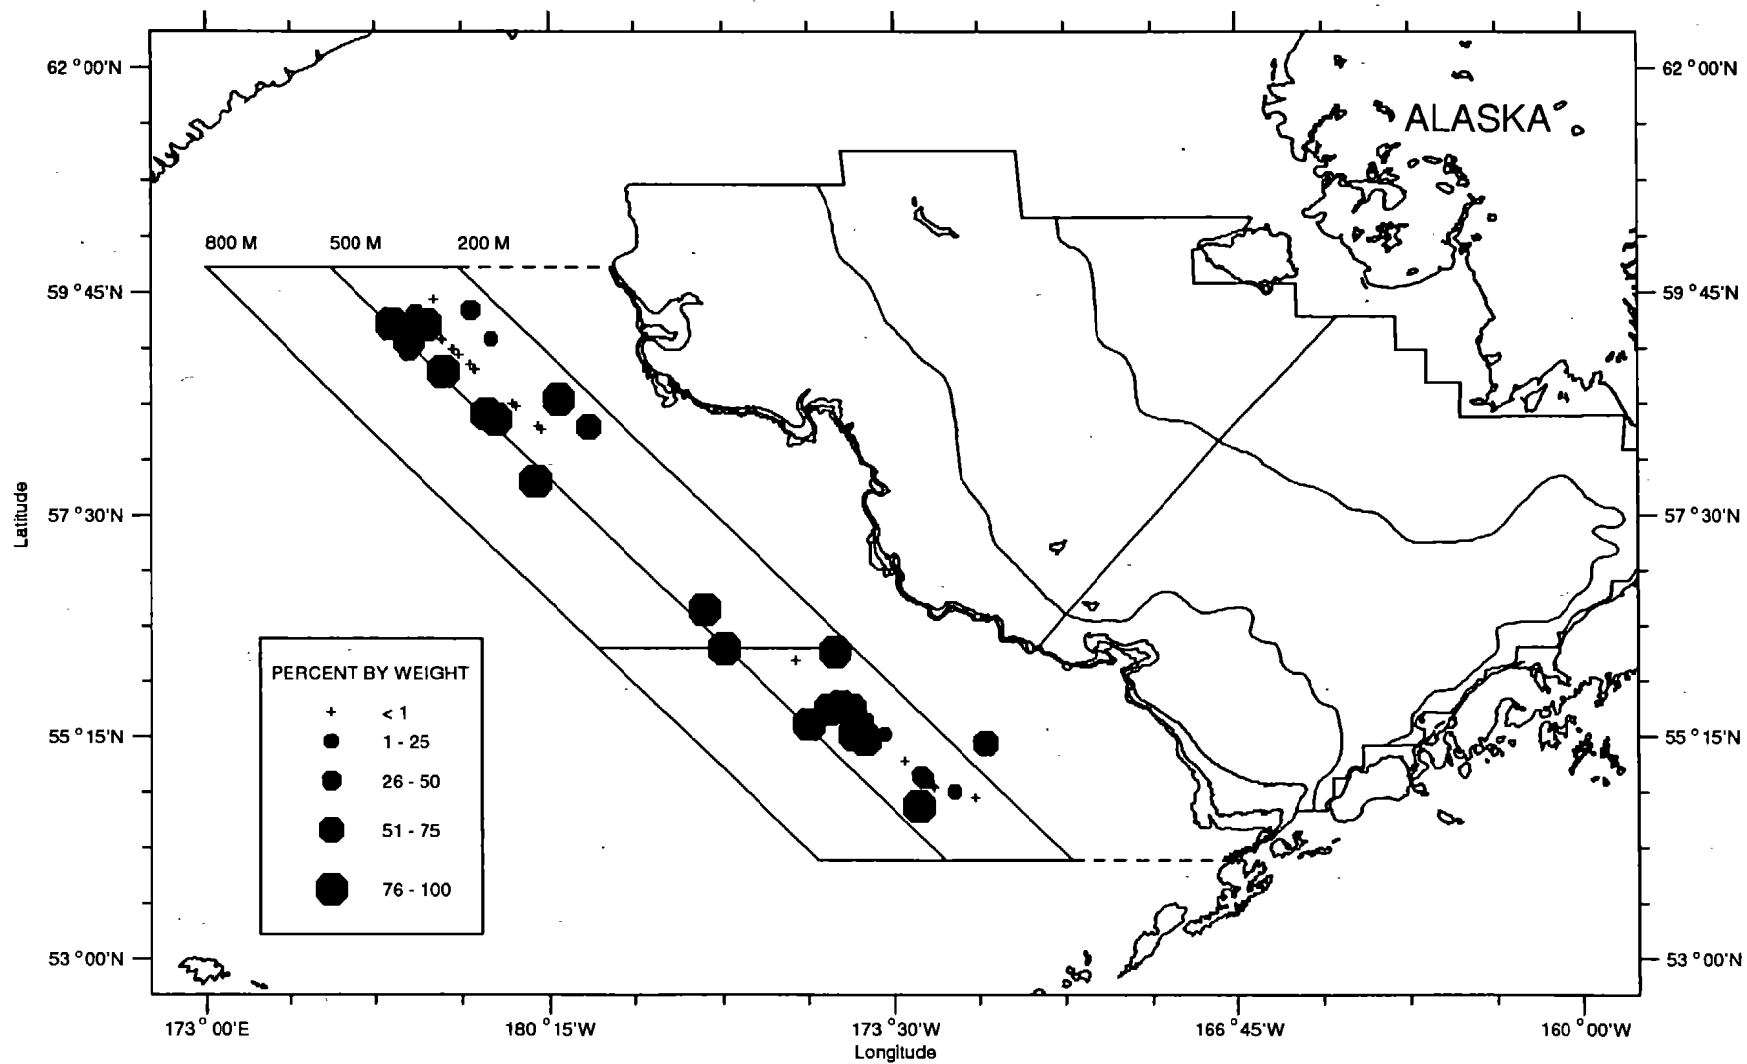 62 °00'N
62 °00'N
ALASKA
800 M
500 M
200 M
59 °45'N
59 °45'N
57 °30'N
57 °30'N
Latitude
PERCENT BY WEIGHT
+ < 1
1 - 25
26 - 50
51 - 75
76 - 100
55 °15'N
55 °15'N
53 °00'N
53 °00'N
173 °00'E
180 °15'W
173 °30'W
166 °45'W
160 °00'W
Longitude